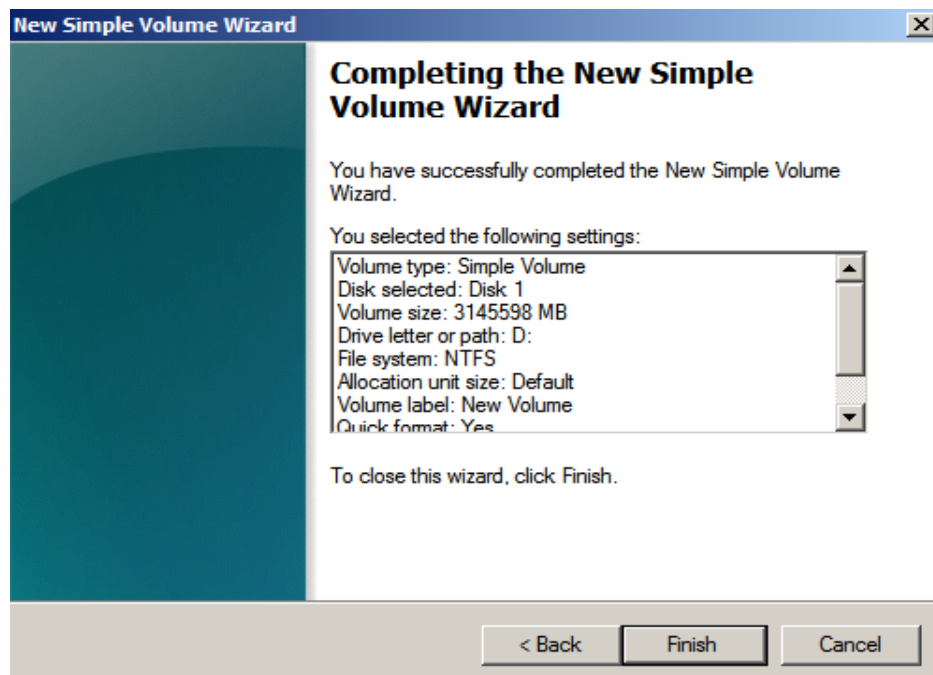 New Simple Volume Wizard
Completing the New Simple
Volume Wizard
You have successfully completed the New Simple Volume
Wizard.
You selected the following settings:
Volume type: Simple Volume
Disk selected: Disk 1
Volume size: 3145598 MB
Drive letter or path: D:
File system: NTFS
Allocation unit size: Default
Volume label: New Volume
Quick format: Yes
To close this wizard, click Finish.
< Back
Finish
Cancel